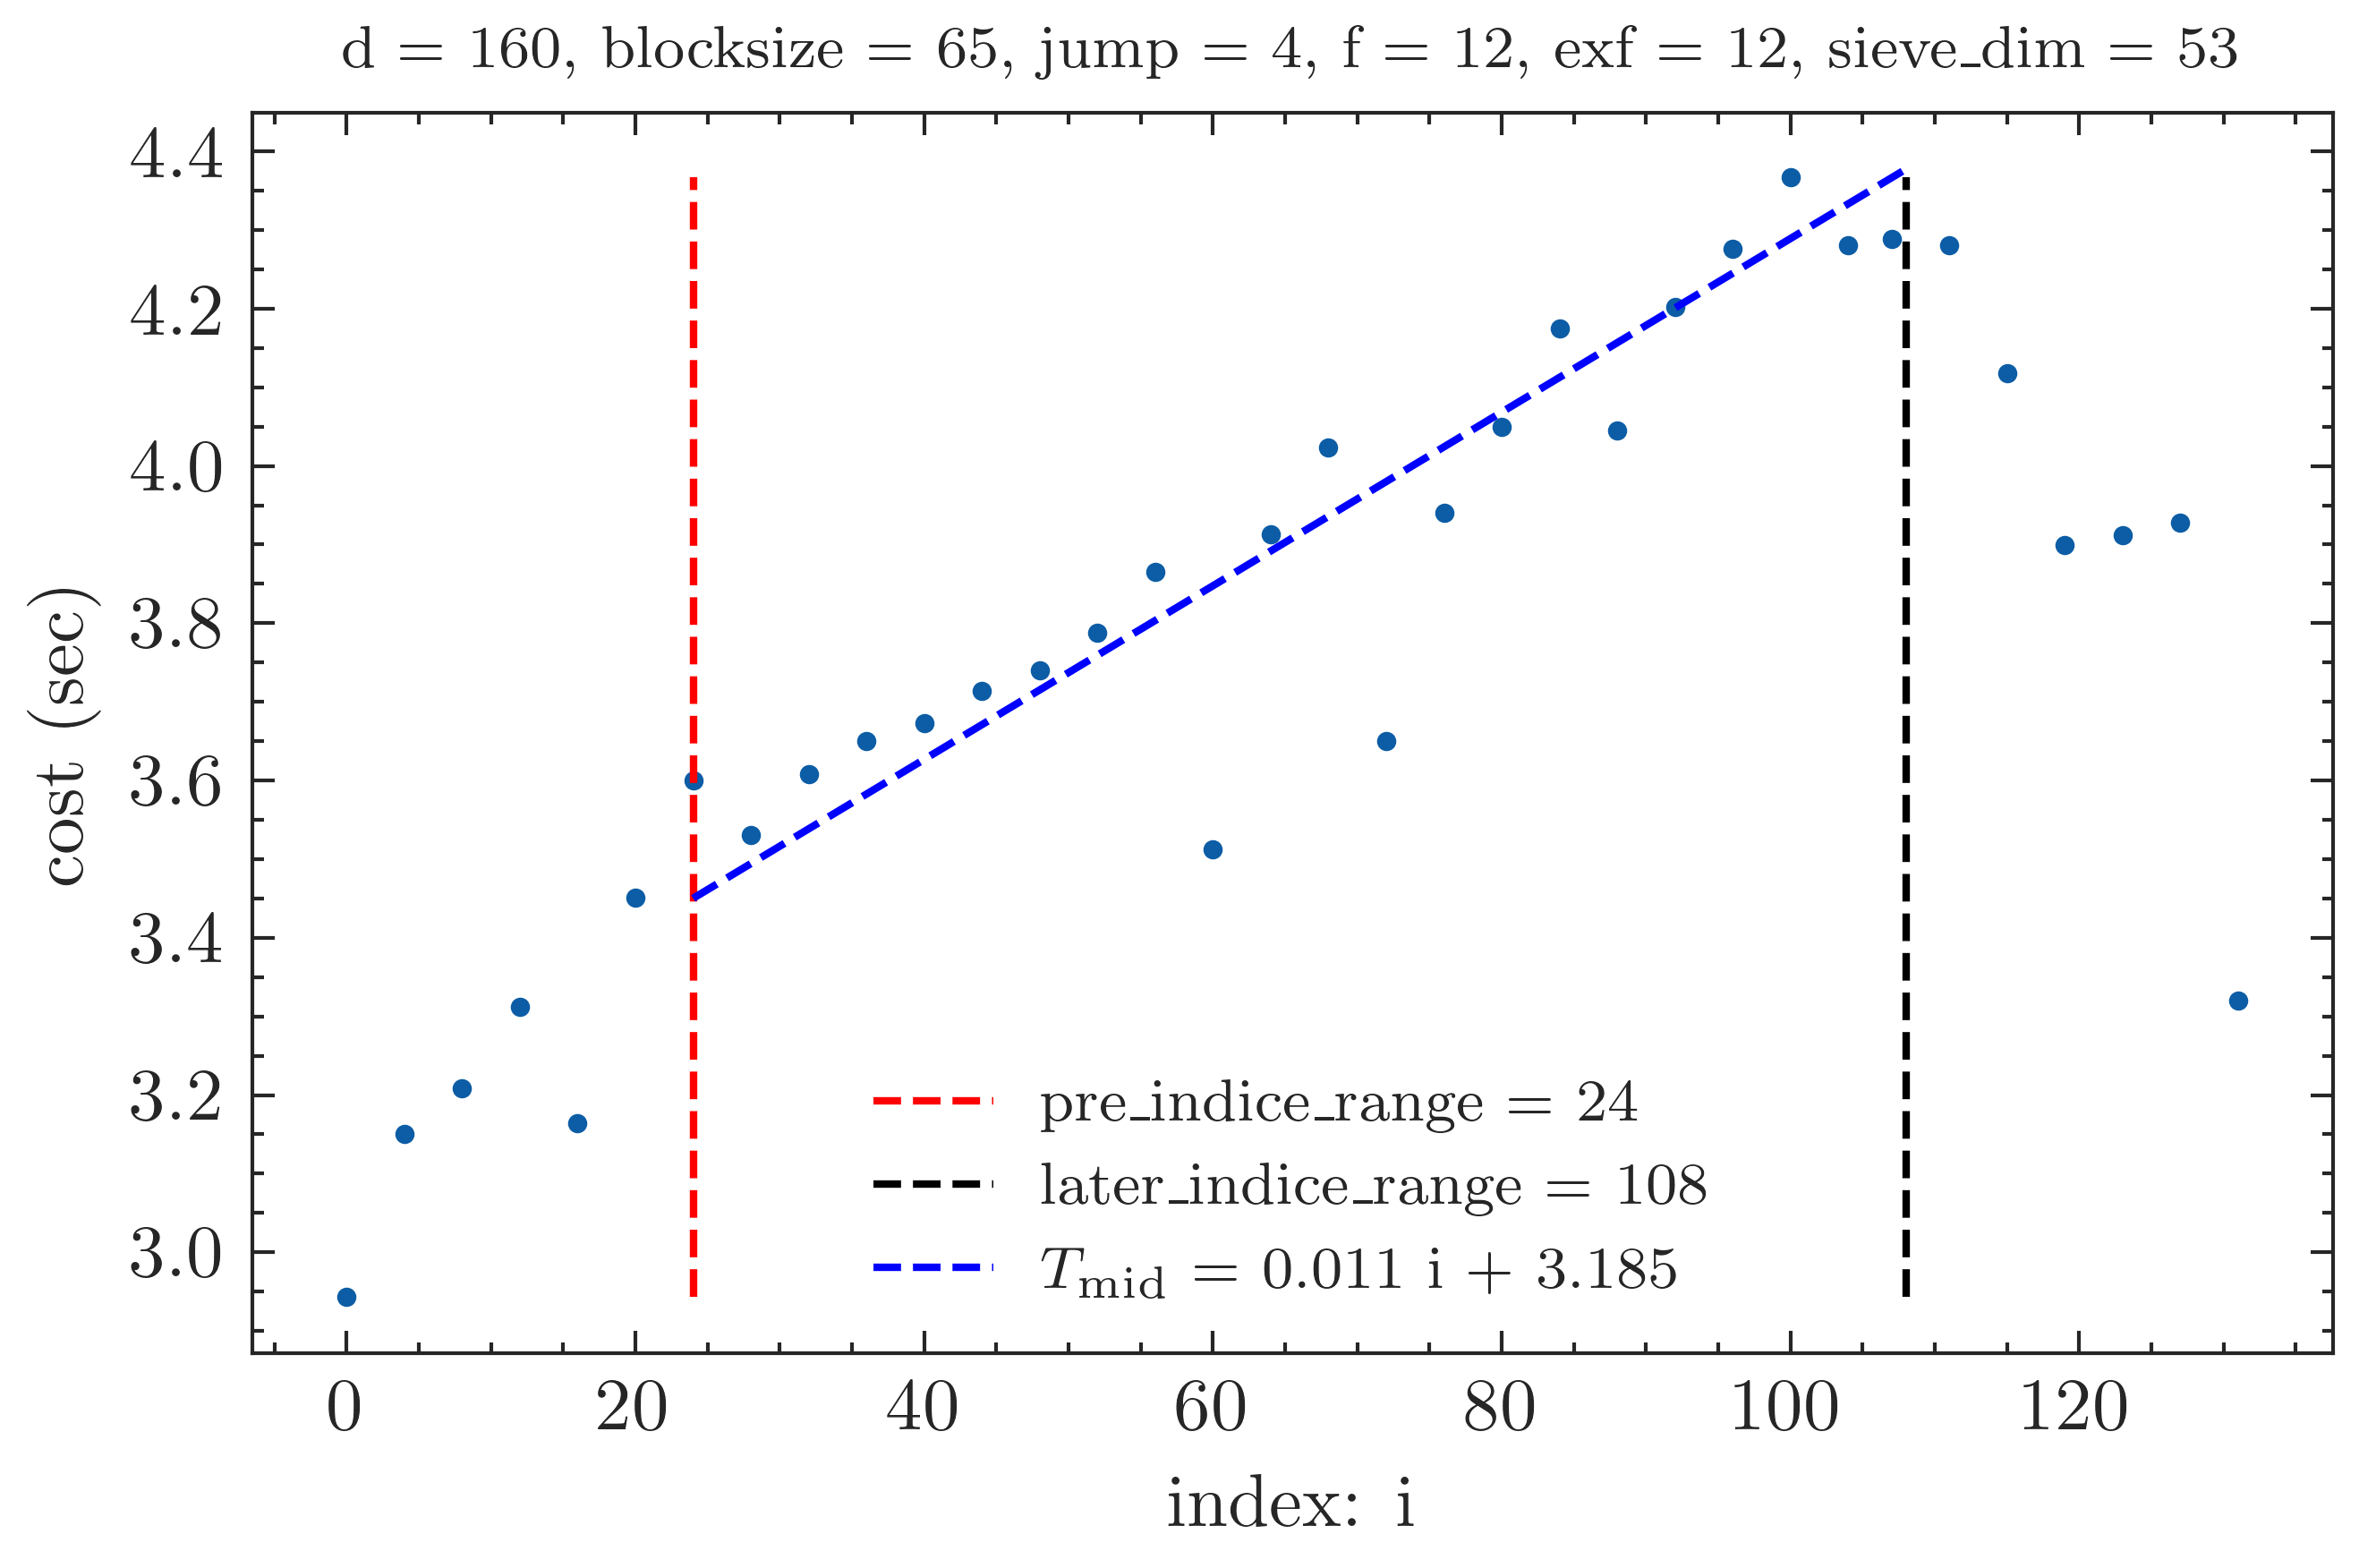 d = 160, blocksize = 65, jump = 4, f = 12, exf = 12, sieve_dim = 53
4.4
4.2
4.0
3.8
3.6
3.4
3.2
3.0
cost (sec)
pre_indice_range = 24
later_indice_range = 108
T_mid = 0.011 i + 3.185
0 20 40 60 80 100 120
index: i